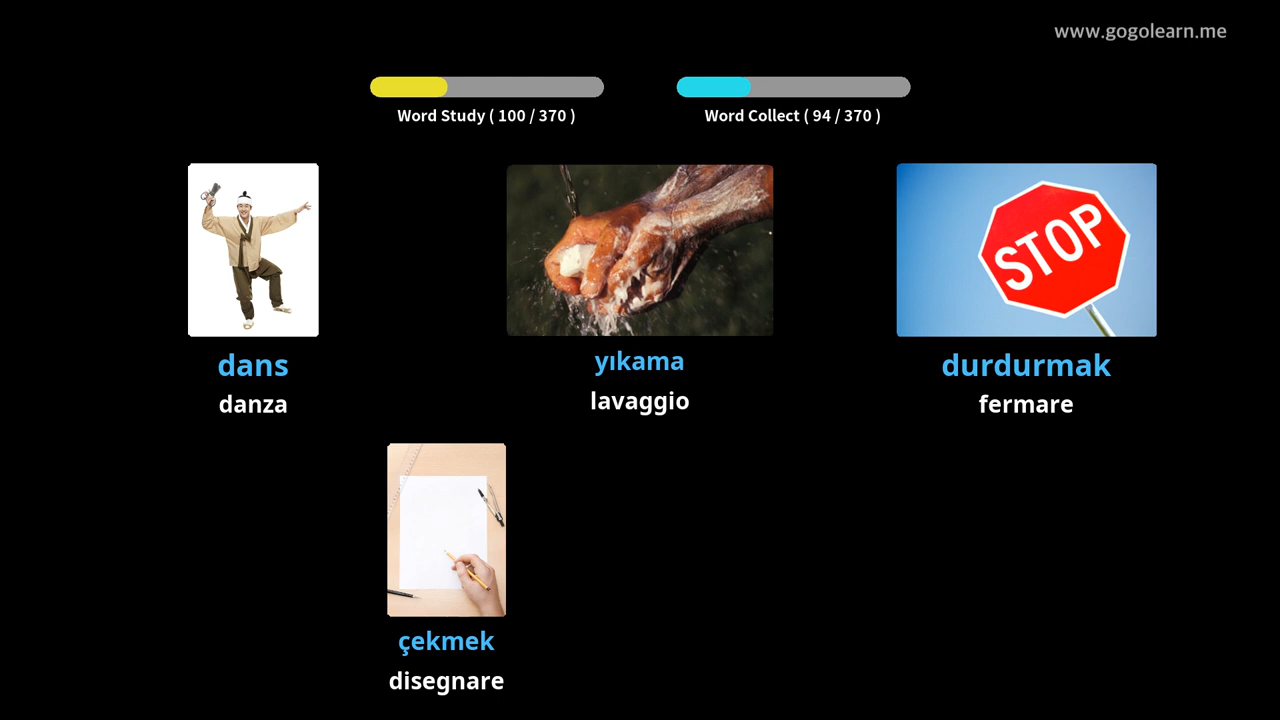 www.gogolearn.me
Word Study ( 100 / 370 )
Word Collect ( 94 / 370 )
STOP
dans
danza
yıkama
lavaggio
durdurmak
fermare
çekmek
disegnare